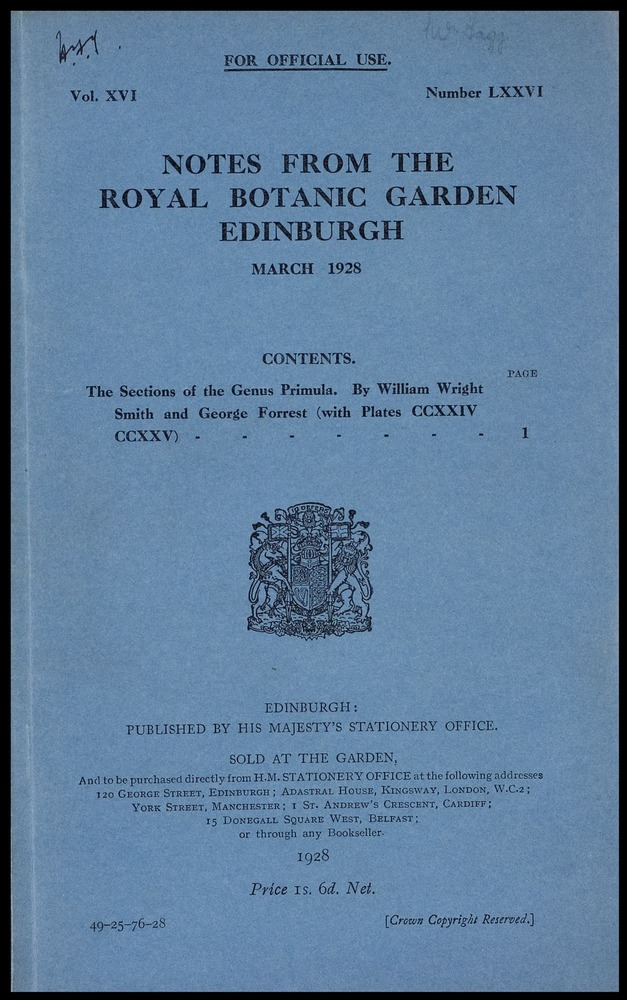 FOR OFFICIAL USE.
Vol. XVI Number LXXVI
NOTES FROM THE
ROYAL BOTANIC GARDEN
EDINBURGH
MARCH 1928
CONTENTS.
PAGE
The Sections of the Genus Primula. By William Wright
Smith and George Forrest (with Plates CCXXIV
CCXXV) - - - - - - - 1
EDINBURGH:
PUBLISHED BY HIS MAJESTY'S STATIONERY OFFICE.
SOLD AT THE GARDEN,
And to be purchased directly from H.M. STATIONERY OFFICE at the following addresses
120 GEORGE STREET, EDINBURGH; ADASTRAL HOUSE, KINGSWAY, LONDON, W.C.2;
YORK STREET, MANCHESTER; 1 ST. ANDREW'S CRESCENT, CARDIFF;
15 DONEGALL SQUARE WEST, BELFAST;
or through any Bookseller.
1928
Price 1s. 6d. Net.
49-25-76-28 [Crown Copyright Reserved.]